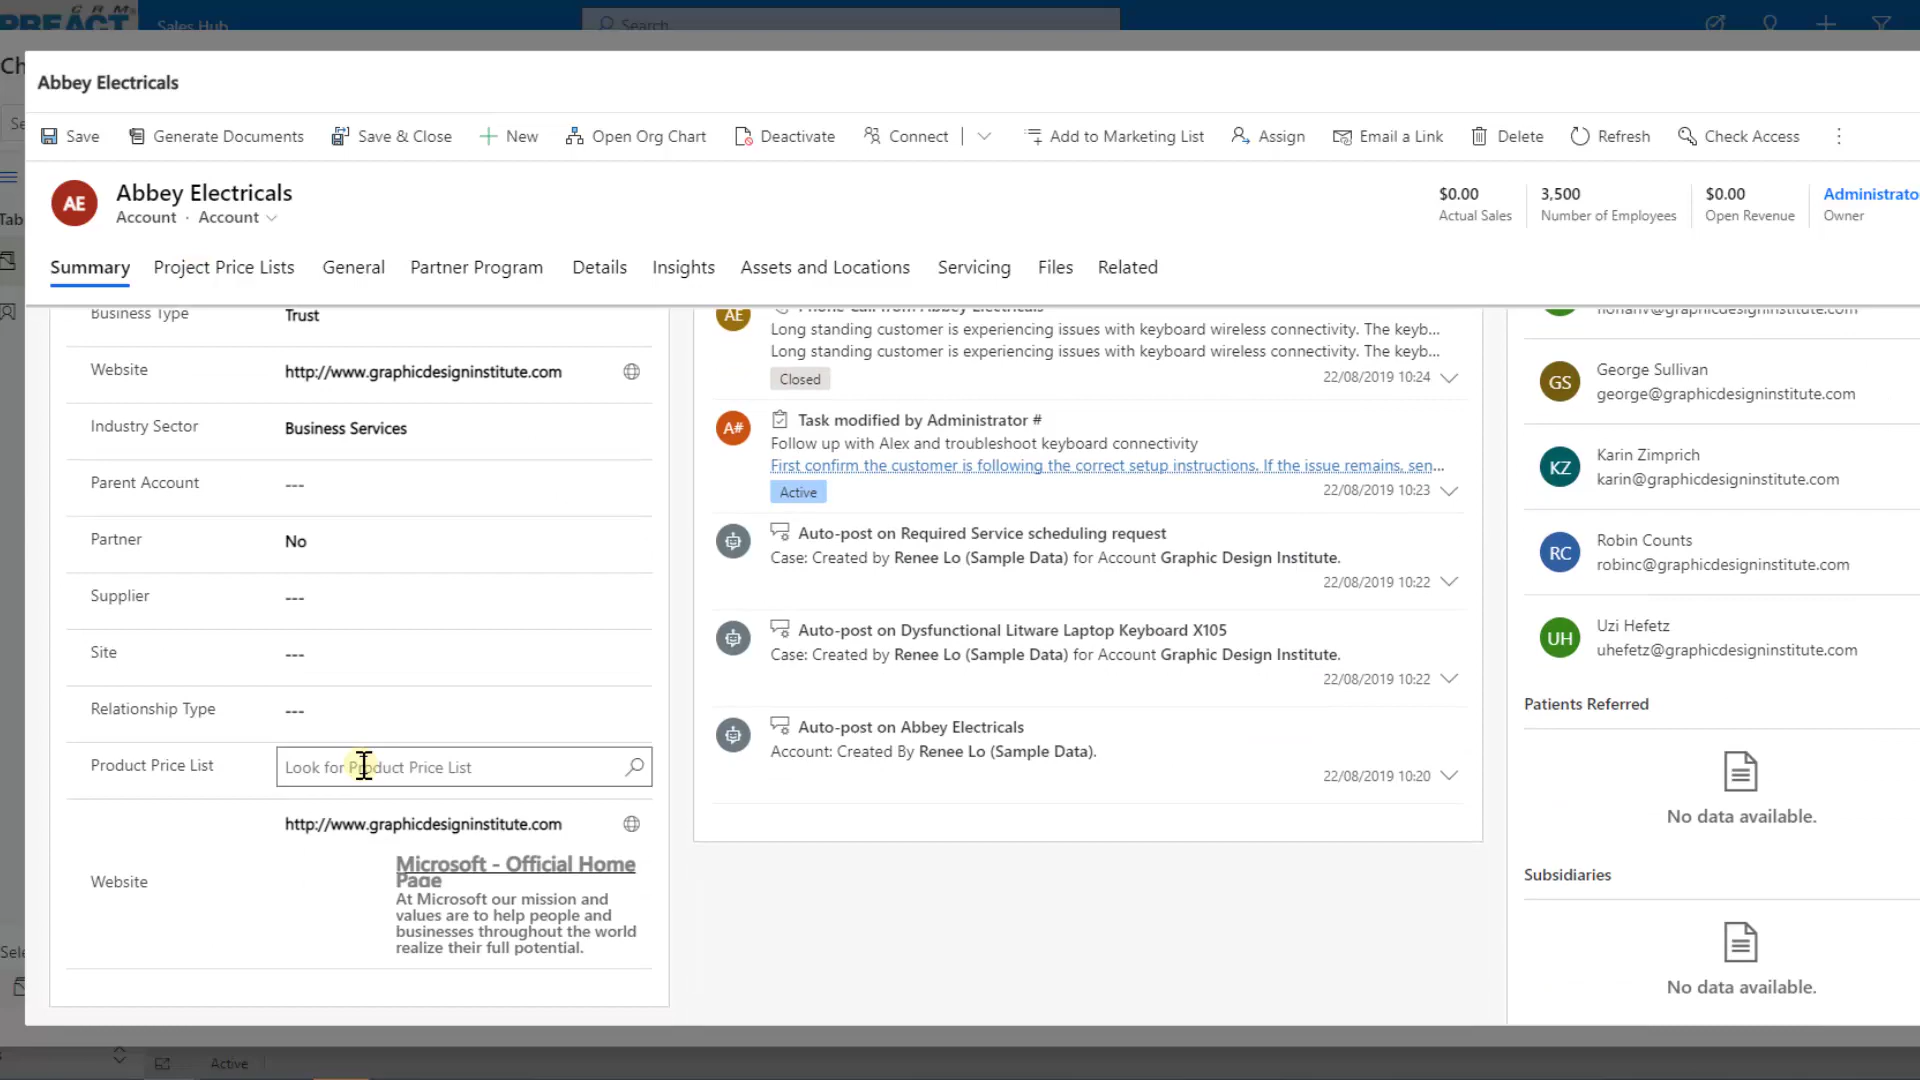 CRM
PREACT
Sales Hub
Search
Abbey Electricals
Save
Generate Documents
Save & Close
New
Open Org Chart
Deactivate
Connect
Add to Marketing List
Assign
Email a Link
Delete
Refresh
Check Access
AE
Abbey Electricals
Account · Account
$0.00
Actual Sales
3,500
Number of Employees
$0.00
Open Revenue
Administrato
Owner
Summary
Project Price Lists
General
Partner Program
Details
Insights
Assets and Locations
Servicing
Files
Related
Business Type
Trust
Website
http://www.graphicdesigninstitute.com
Industry Sector
Business Services
Parent Account
---
Partner
No
Supplier
---
Site
---
Relationship Type
---
Product Price List
Look for Product Price List
Website
http://www.graphicdesigninstitute.com
Microsoft - Official Home
Page
At Microsoft our mission and
values are to help people and
businesses throughout the world
realize their full potential.
AE
Phone Call from Abbey Electricals
Long standing customer is experiencing issues with keyboard wireless connectivity. The keyb...
Long standing customer is experiencing issues with keyboard wireless connectivity. The keyb...
Closed
22/08/2019 10:24
A#
Task modified by Administrator #
Follow up with Alex and troubleshoot keyboard connectivity
First confirm the customer is following the correct setup instructions. If the issue remains, sen...
Active
22/08/2019 10:23
Auto-post on Required Service scheduling request
Case: Created by Renee Lo (Sample Data) for Account Graphic Design Institute.
22/08/2019 10:22
Auto-post on Dysfunctional Litware Laptop Keyboard X105
Case: Created by Renee Lo (Sample Data) for Account Graphic Design Institute.
22/08/2019 10:22
Auto-post on Abbey Electricals
Account: Created By Renee Lo (Sample Data).
22/08/2019 10:20
GS
George Sullivan
george@graphicdesigninstitute.com
KZ
Karin Zimprich
karin@graphicdesigninstitute.com
RC
Robin Counts
robinc@graphicdesigninstitute.com
UH
Uzi Hefetz
uhefetz@graphicdesigninstitute.com
Patients Referred
No data available.
Subsidiaries
No data available.
Ch
Se
Tab
Sele
Active